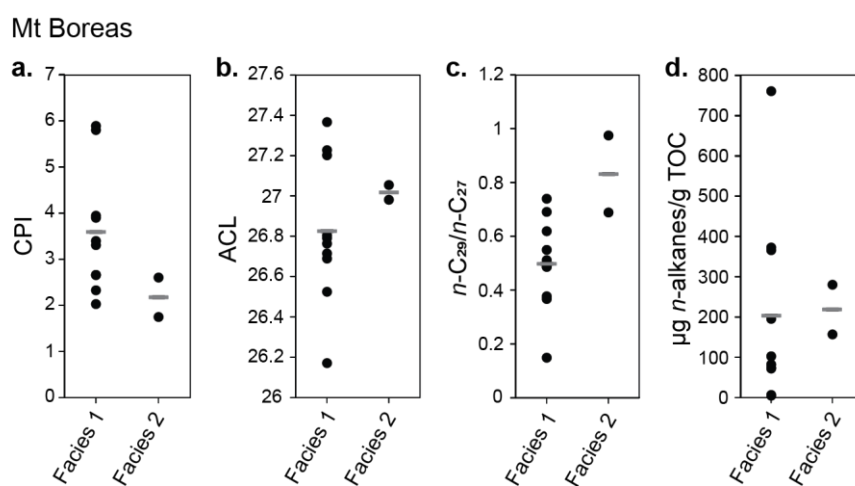 Mt Boreas
a.
7
6
5
4
3
2
1
0
CPI
Facies 1
Facies 2
b.
27.6
27.4
27.2
27
26.8
26.6
26.4
26.2
26
ACL
Facies 1
Facies 2
c.
1.2
1
0.8
0.6
0.4
0.2
0
n-C₂₉/n-C₂₇
Facies 1
Facies 2
d.
800
700
600
500
400
300
200
100
0
µg n-alkanes/g TOC
Facies 1
Facies 2